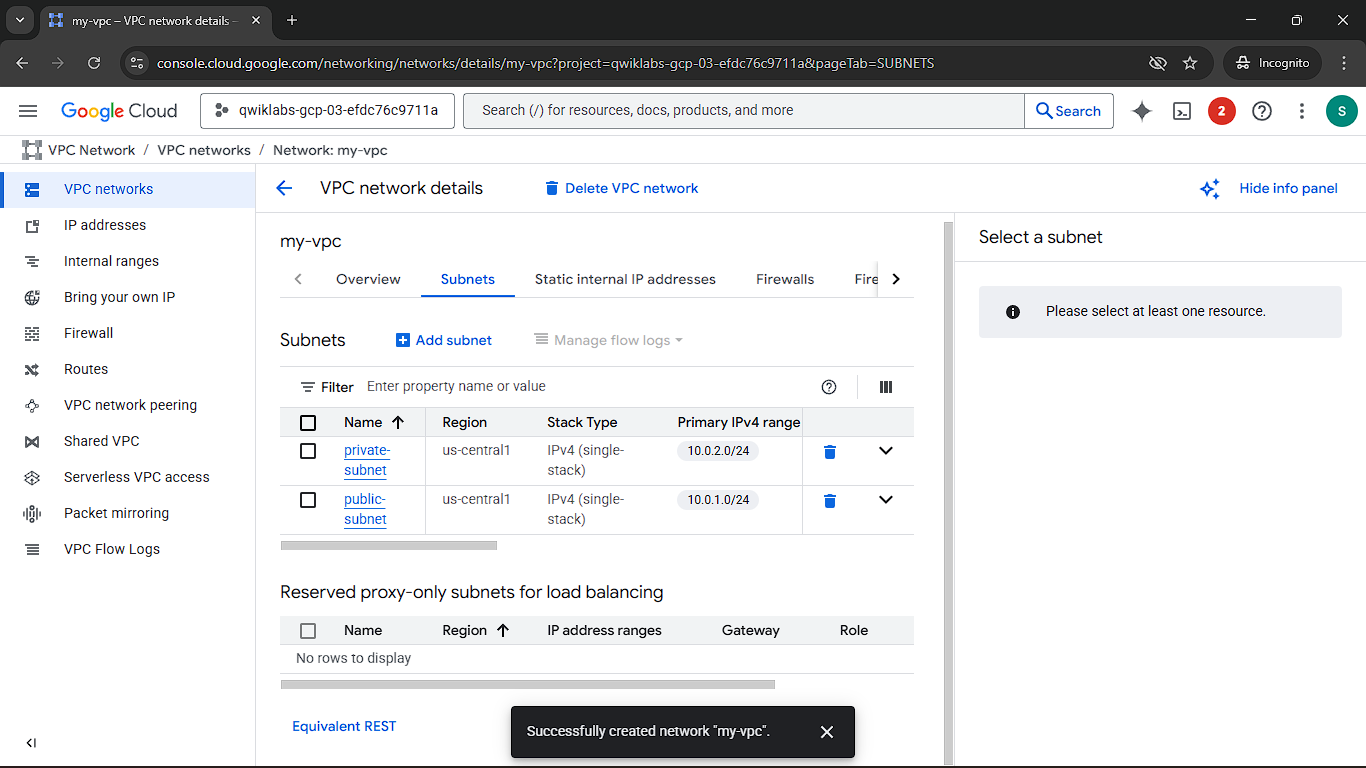 my-vpc – VPC network details –
console.cloud.google.com/networking/networks/details/my-vpc?project=qwiklabs-gcp-03-efdc76c9711a&pageTab=SUBNETS
Incognito
Google Cloud
qwiklabs-gcp-03-efdc76c9711a
Search (/) for resources, docs, products, and more
Search
2
S
VPC Network / VPC networks / Network: my-vpc
VPC networks
IP addresses
Internal ranges
Bring your own IP
Firewall
Routes
VPC network peering
Shared VPC
Serverless VPC access
Packet mirroring
VPC Flow Logs
VPC network details
Delete VPC network
Hide info panel
my-vpc
Overview Subnets Static internal IP addresses Firewalls Fire
Subnets
Add subnet
Manage flow logs
Filter Enter property name or value
Name Region Stack Type Primary IPv4 range
private-subnet us-central1 IPv4 (single-stack) 10.0.2.0/24
public-subnet us-central1 IPv4 (single-stack) 10.0.1.0/24
Reserved proxy-only subnets for load balancing
Name Region IP address ranges Gateway Role
No rows to display
Equivalent REST
Successfully created network "my-vpc".
Select a subnet
Please select at least one resource.